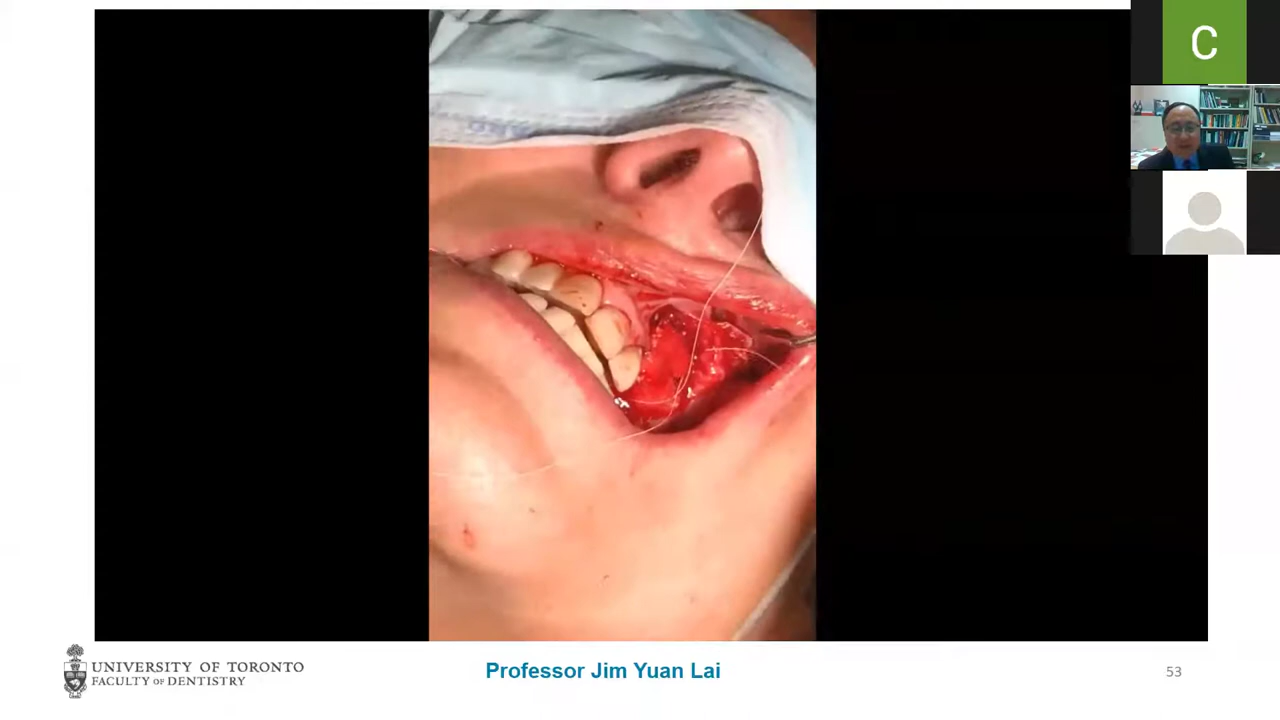 C
UNIVERSITY OF TORONTO
FACULTY OF DENTISTRY
Professor Jim Yuan Lai
53